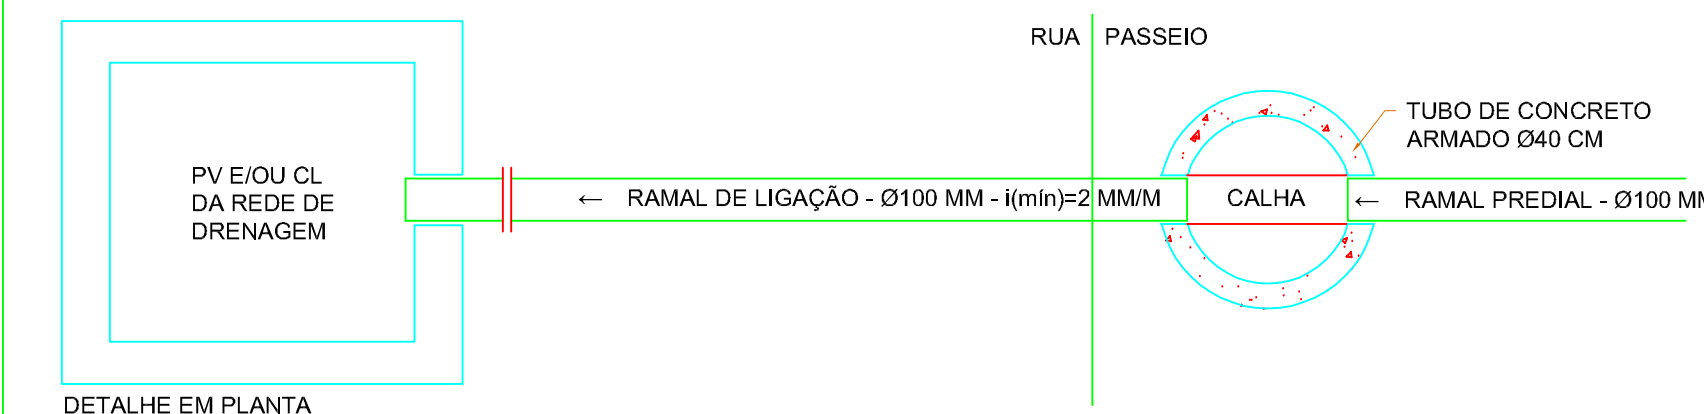 RUA
PASSEIO
TUBO DE CONCRETO
ARMADO Ø40 CM
PV E/OU CL
DA REDE DE
DRENAGEM
← RAMAL DE LIGAÇÃO - Ø100 MM - i(mín)=2 MM/M
CALHA
← RAMAL PREDIAL - Ø100 MM
DETALHE EM PLANTA